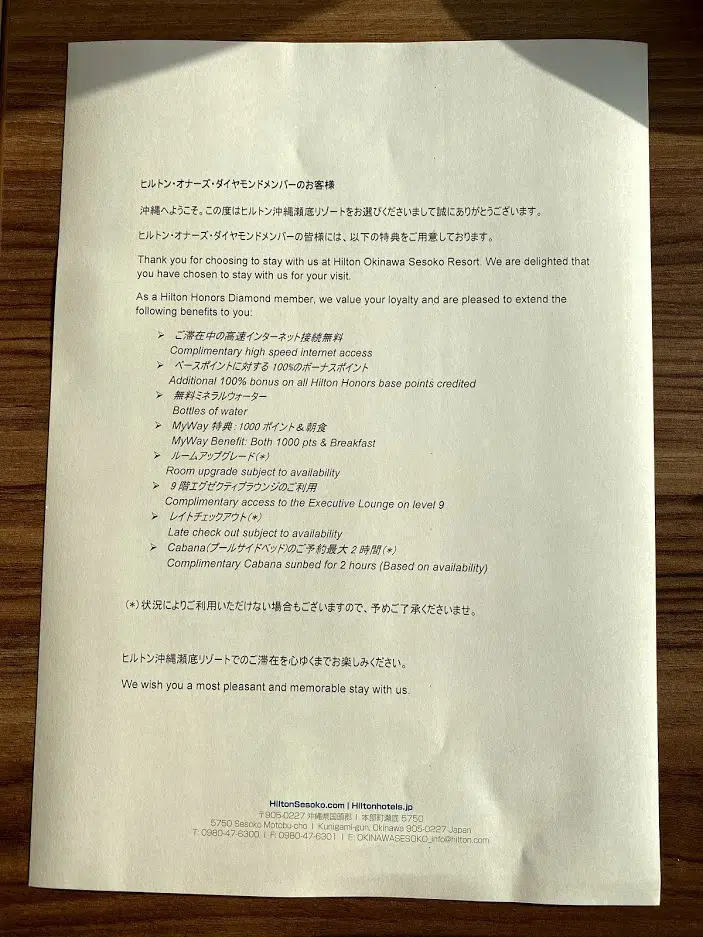 ヒルトン・オナーズ・ダイヤモンドメンバーのお客様
沖縄へようこそ。この度はヒルトン沖縄瀬底リゾートをお選びくださいまして誠にありがとうございます。
ヒルトン・オナーズ・ダイヤモンドメンバーの皆様には、以下の特典をご用意しております。
Thank you for choosing to stay with us at Hilton Okinawa Sesoko Resort. We are delighted that
you have chosen to stay with us for your visit.
As a Hilton Honors Diamond member, we value your loyalty and are pleased to extend the
following benefits to you:
➢ ご滞在中の高速インターネット接続無料
Complimentary high speed internet access
➢ ベースポイントに対する 100%のボーナスポイント
Additional 100% bonus on all Hilton Honors base points credited
➢ 無料ミネラルウォーター
Bottles of water
➢ MyWay 特典：1000 ポイント＆朝食
MyWay Benefit: Both 1000 pts & Breakfast
➢ ルームアップグレード(＊)
Room upgrade subject to availability
➢ 9 階エグゼクティブラウンジのご利用
Complimentary access to the Executive Lounge on level 9
➢ レイトチェックアウト(＊)
Late check out subject to availability
➢ Cabana(プールサイドベッド)のご予約最大 2 時間(＊)
Complimentary Cabana sunbed for 2 hours (Based on availability)
(＊)状況によりご利用いただけない場合もございますので、予めご了承くださいませ。
ヒルトン沖縄瀬底リゾートでのご滞在を心ゆくまでお楽しみください。
We wish you a most pleasant and memorable stay with us.
HiltonSesoko.com | Hiltonhotels.jp
〒905-0227 沖縄県国頭郡 | 本部町瀬底 5750
5750 Sesoko Motobu-cho | Kunigami-gun, Okinawa 905-0227 Japan
T: 0980-47-6300 | F: 0980-47-6301 | E: OKINAWASESOKO_info@hilton.com